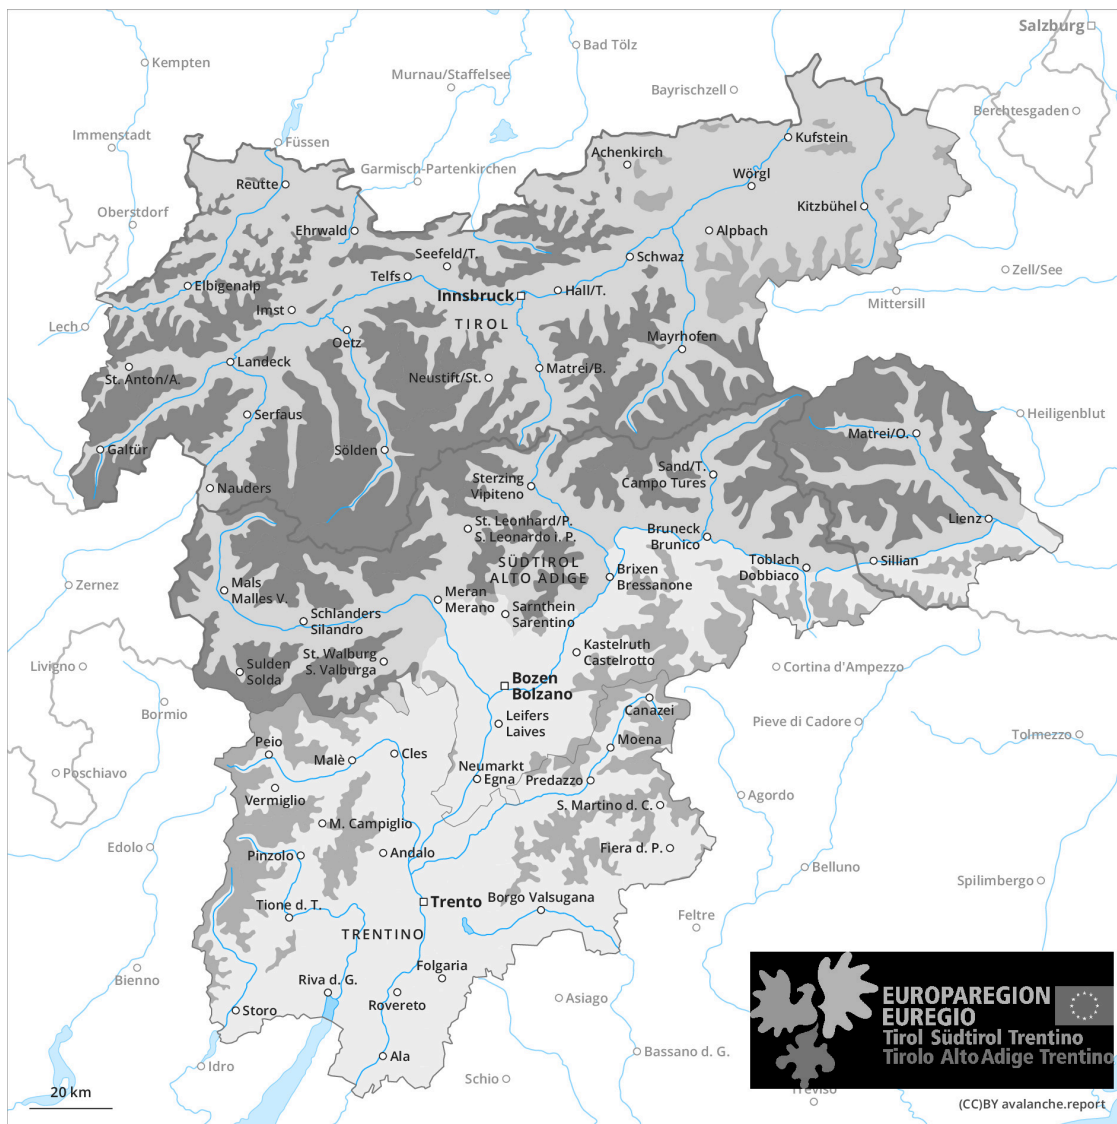 Salzburg
Bad Tölz
Kempten
Murnau/Staffelsee
Bayrischzell
Berchtesgaden
Immenstadt
Füssen
Kufstein
Achenkirch
Garmisch-Partenkirchen
Wörgl
Reutte
Kitzbühel
Oberstdorf
Ehrwald
Alpbach
Seefeld/T.
Schwaz
Zell/See
Telfs
Elbigenalp
Hall/T.
Innsbruck
Mittersill
Imst
TIROL
Lech
Oetz
Mayrhofen
Landeck
Matrei/B.
St. Anton/A.
Neustift/St.
Serfaus
Heiligenblut
Matrei/O.
Galtür
Sölden
Sand/T.
Campo Tures
Sterzing
Vipiteno
Nauders
St. Leonhard/P.
S. Leonardo i. P.
Lienz
Bruneck
Brunico
SÜDTIROL
ALTO ADIGE
Toblach
Dobbiaco
Sillian
Brixen
Bressanone
Zernez
Mals
Malles V.
Meran
Merano
Sarnthein
Sarentino
Schlanders
Silandro
Kastelruth
Castelrotto
St. Walburg
S. Valburga
Livigno
Sulden
Solda
Cortina d'Ampezzo
Bozen
Bolzano
Bormio
Canazei
Leifers
Laives
Pieve di Cadore
Tolmezzo
Moena
Peio
Malè
Cles
Poschiavo
Neumarkt
Egna
Predazzo
Vermiglio
Agordo
S. Martino d. C.
M. Campiglio
Edolo
Pinzolo
Andalo
Fiera d. P.
Belluno
Spilimbergo
Trento
Borgo Valsugana
Tione d. T.
Feltre
TRENTINO
Folgaria
Bienno
Riva d. G.
Rovereto
Asiago
Storo
EUROPAREGION
EUREGIO
Tirol Südtirol Trentino
Tirolo Alto Adige Trentino
Bassano d. G.
Ala
Idro
Schio
Treviso
20 km
(CC)BY avalanche.report